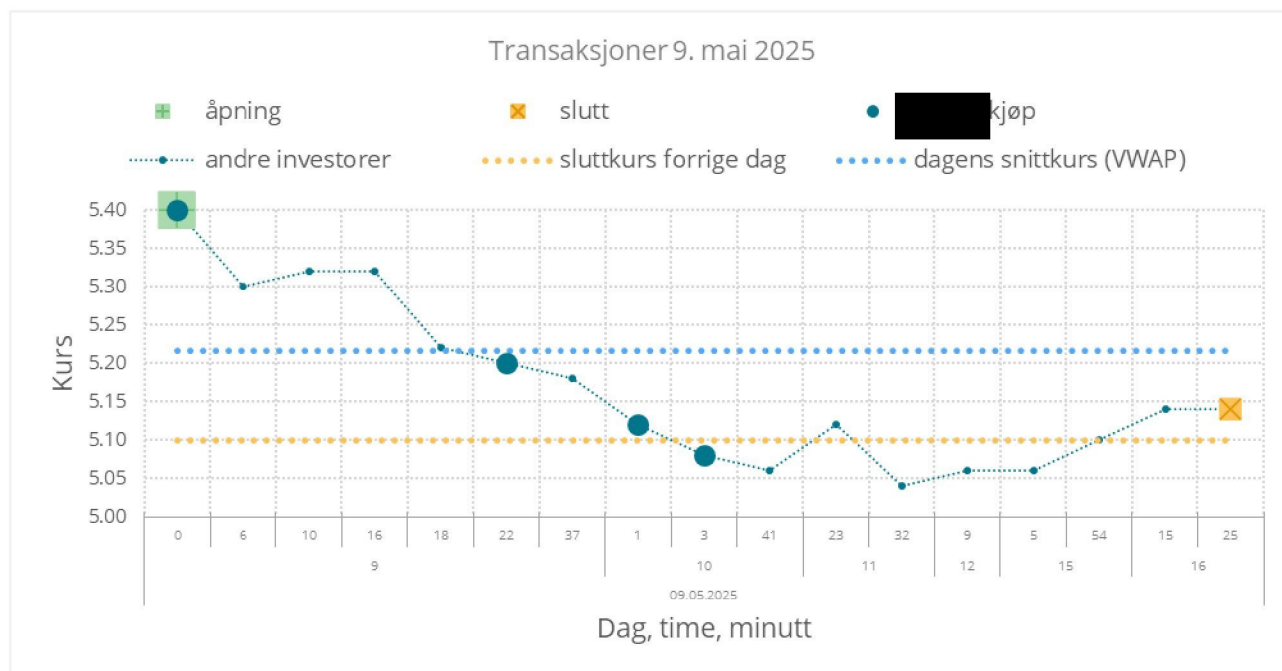 Transaksjoner 9. mai 2025
åpning slutt kjøp
andre investorer sluttkurs forrige dag dagens snittkurs (VWAP)
5.40
5.35
5.30
5.25
5.20
5.15
5.10
5.05
5.00
Kurs
0 6 10 16 18 22 37 1 3 41 23 32 9 5 54 15 25
9 10 11 12 15 16
09.05.2025
Dag, time, minutt